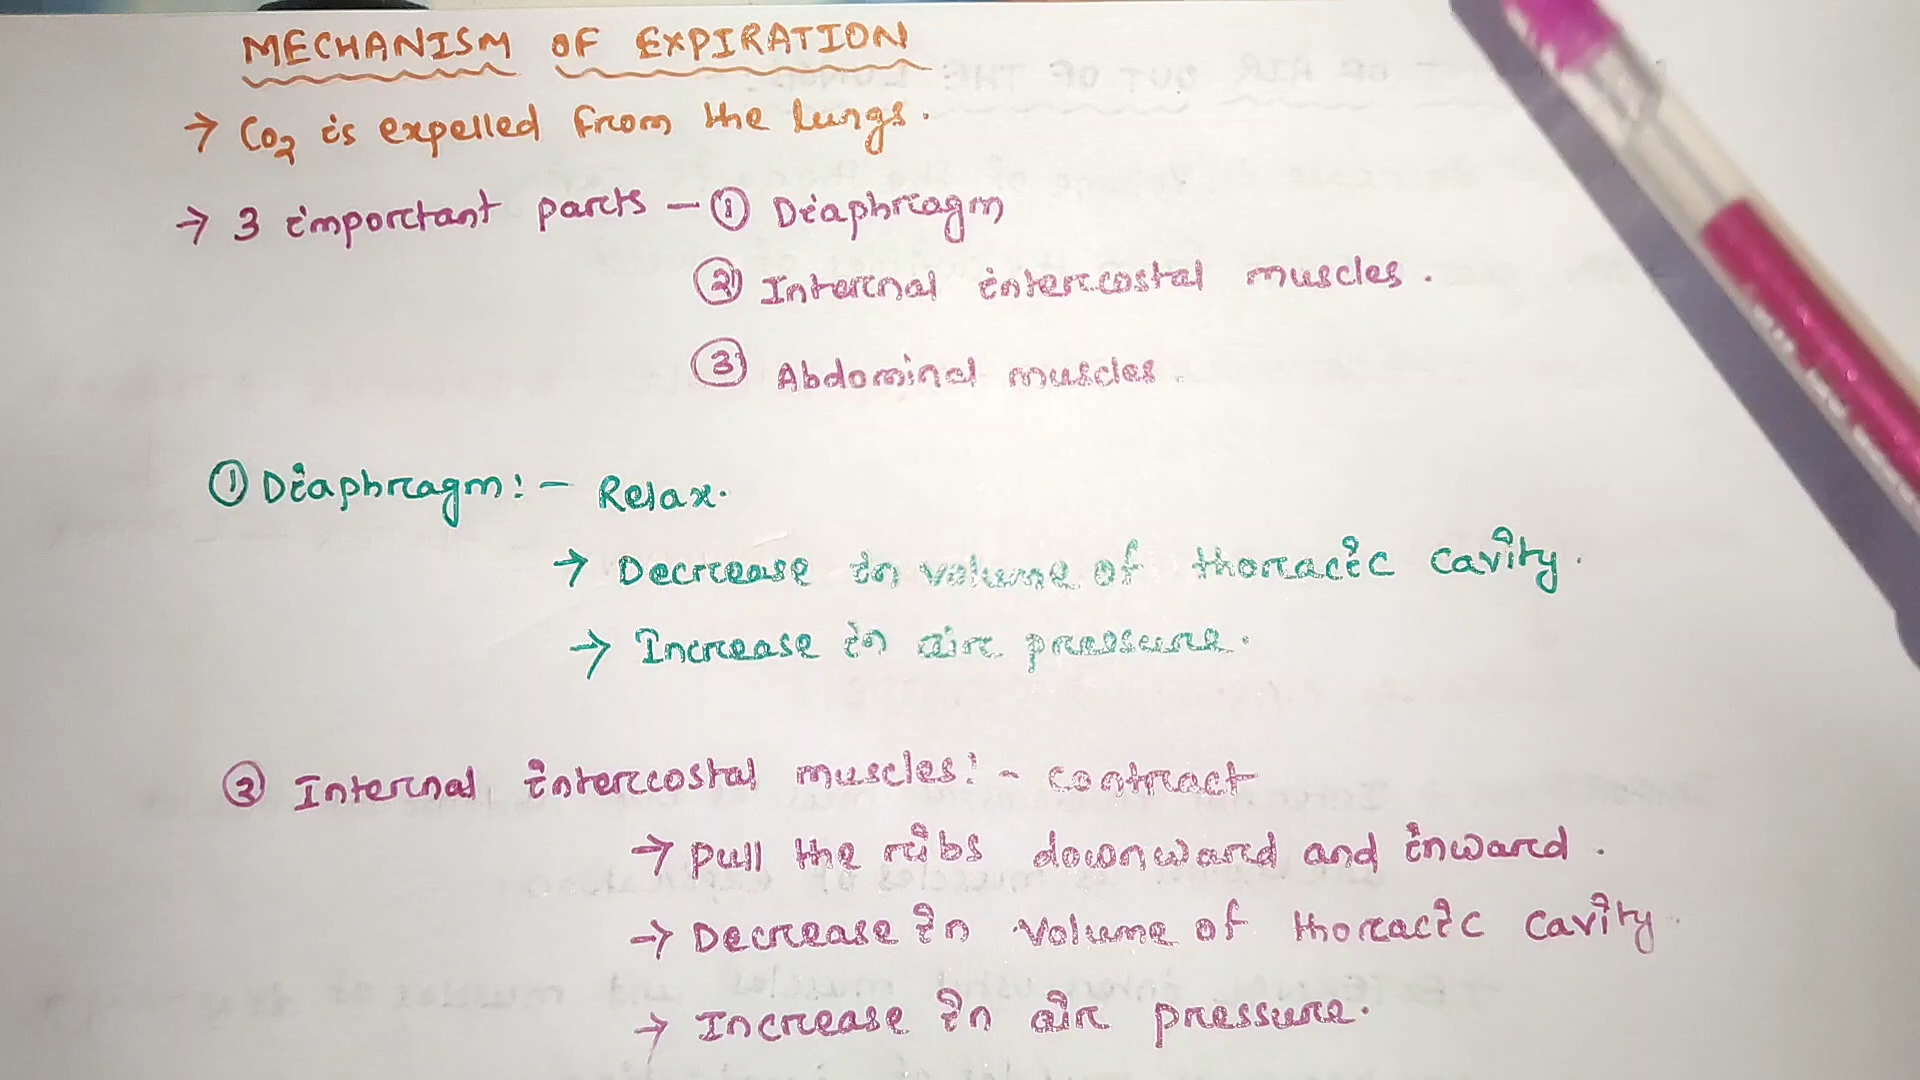 MECHANISM OF EXPIRATION
→ CO2 is expelled from the lungs.
→ 3 important parts - ① Diaphragm
② Internal intercostal muscles.
③ Abdominal muscles.
① Diaphragm:- Relax.
→ Decrease in volume of thoracic cavity.
→ Increase in air pressure.
② Internal intercostal muscles:- contract
→ pull the ribs downward and inward.
→ Decrease in volume of thoracic cavity.
→ Increase in air pressure.